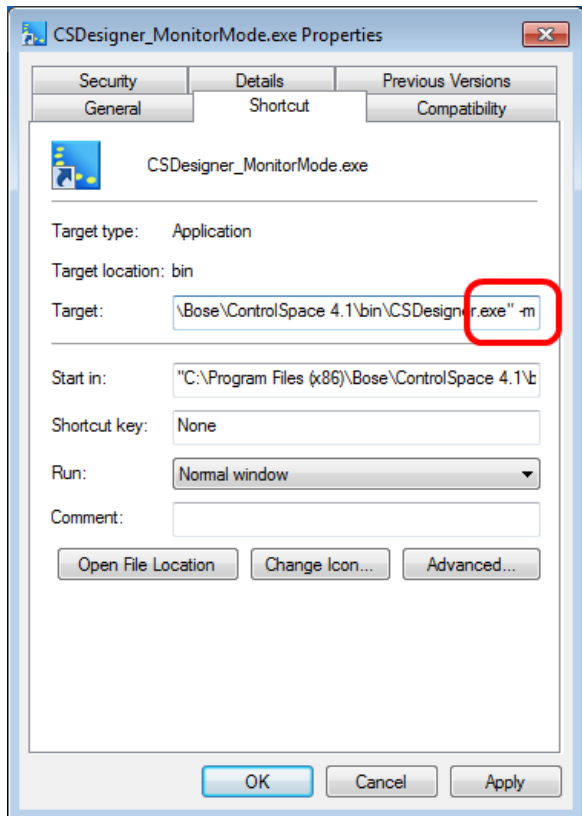 CSDesigner_MonitorMode.exe Properties
Security Details Previous Versions
General Shortcut Compatibility
CSDesigner_MonitorMode.exe
Target type: Application
Target location: bin
Target: \Bose\ControlSpace 4.1\bin\CSDesigner.exe" -m
Start in: "C:\Program Files (x86)\Bose\ControlSpace 4.1\b
Shortcut key: None
Run: Normal window
Comment:
Open File Location Change Icon... Advanced...
OK Cancel Apply